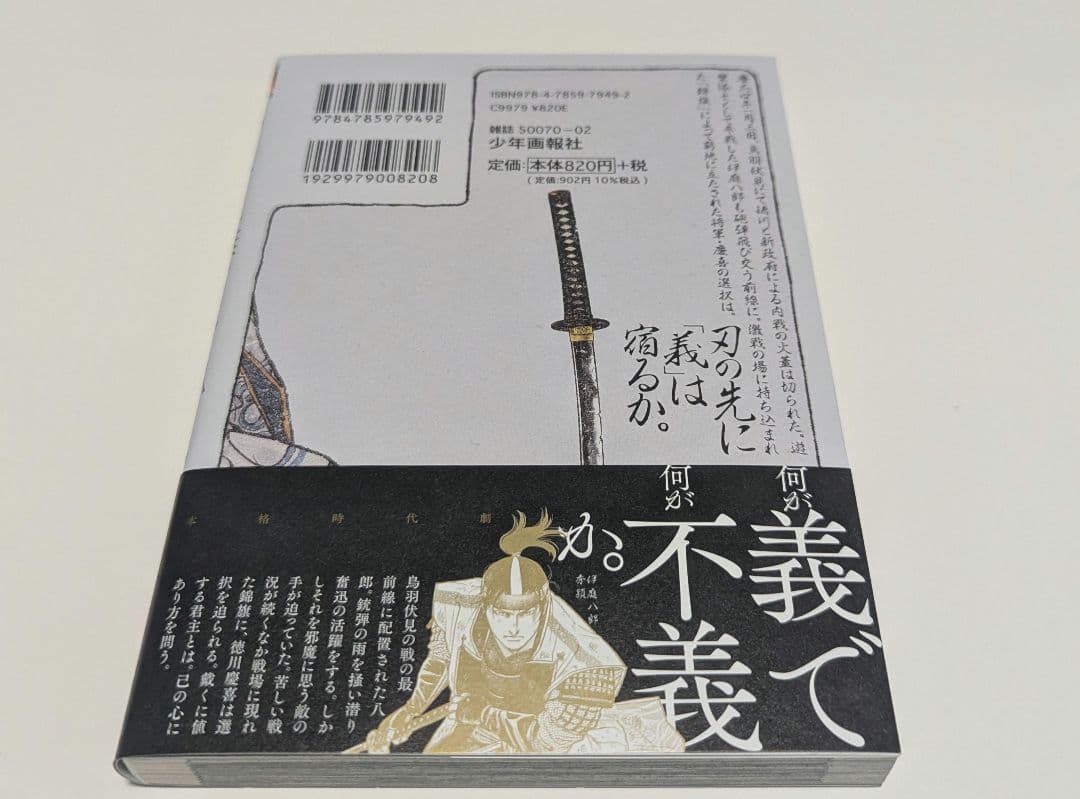 9784785979492
1929979008208
ISBN978-4-7859-7949-2
C9979 ¥820E
雑誌 50070-02
少年画報社
定価:本体820円+税
(定価:902円 10%税込)
慶応四年一月三日、鳥羽伏見にて徳川と新政府による内戦の火蓋は切られた。遊
撃隊士として参戦した伊庭八郎も砲弾飛び交う前線に。激戦の場に持ち込まれ
た「錦旗」によって窮地に立たされた将軍・慶喜の選択は。
刃の先に
「義」は
宿るか。
何が義で
何が不義
か。
伊庭八郎
秀穎
本格時代劇
鳥羽伏見の戦の最
前線に配置された八
郎。銃弾の雨を掻い潜り
奮迅の活躍をする。しか
しそれを邪魔に思う敵の
手が迫っていた。苦しい戦
況が続くなか戦場に現れ
た錦旗に、徳川慶喜は選
択を迫られる。戴くに値
する君主とは。己の心に
あり方を問う。